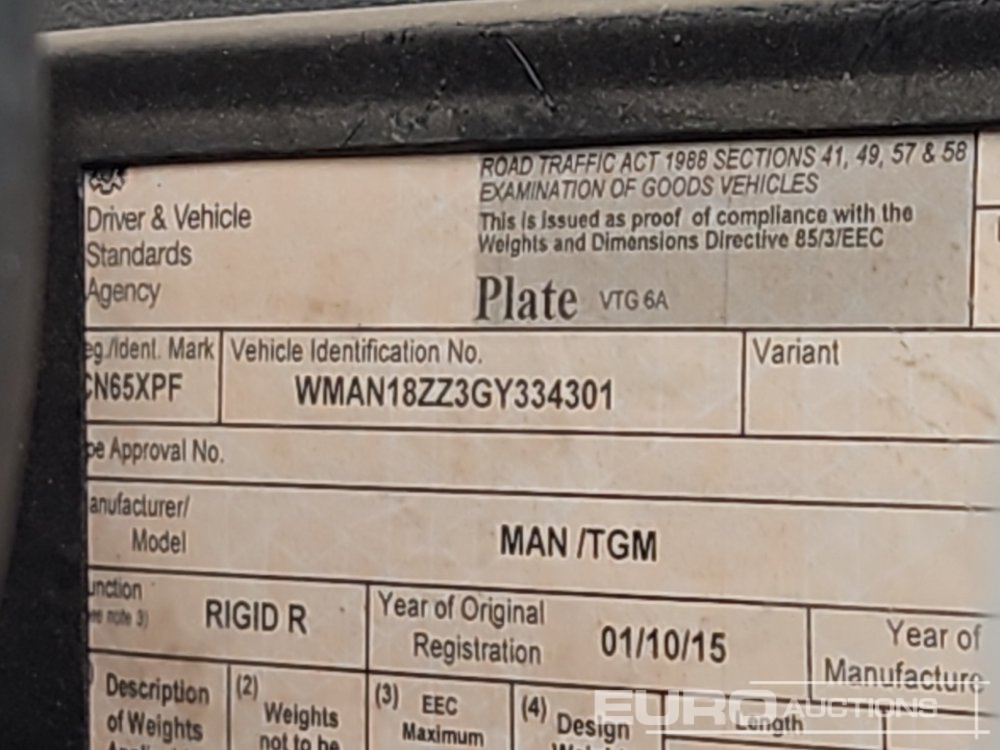 Driver & Vehicle
Standards
Agency
ROAD TRAFFIC ACT 1988 SECTIONS 41, 49, 57 & 58
EXAMINATION OF GOODS VEHICLES
This is issued as proof of compliance with the
Weights and Dimensions Directive 85/3/EEC
Plate VTG 6A
eg./Ident. Mark
CN65XPF
Vehicle Identification No.
WMAN18ZZ3GY334301
Variant
pe Approval No.
anufacturer/
Model
MAN /TGM
unction
note 3)
RIGID R
Year of Original
Registration
01/10/15
Year of
Manufacture
Description
of Weights
(2)
Weights
not to be
(3) EEC
Maximum
(4) Design
Length
EURO AUCTIONS